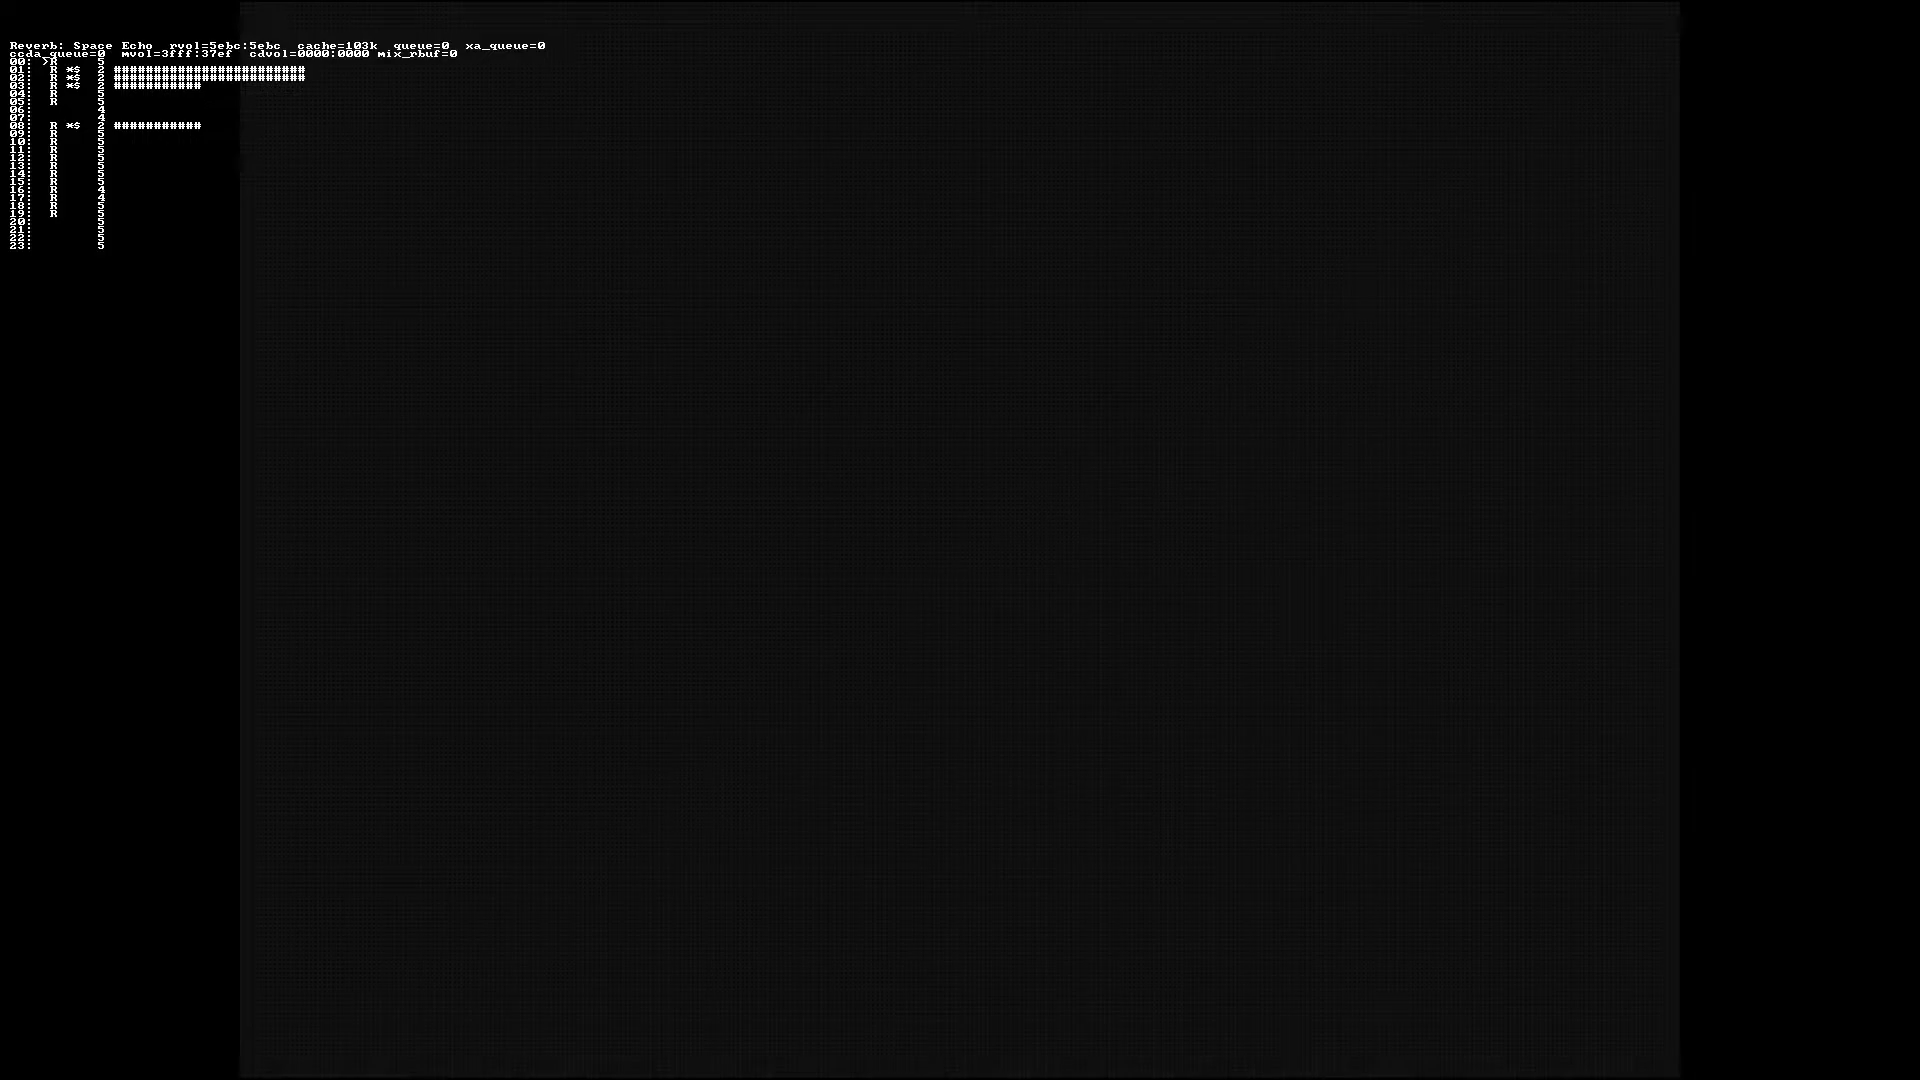 Reverb: Space Echo  rvol=5ebc:5ebc  cache=103k  queue=0  xa_queue=0
ccda_queue=0  mvol=3fff:37ef  cdvol=0000:0000 mix_rbuf=0
00: >R     5
01:  R *$  2 ########################
02:  R *$  2 ########################
03:  R *$  2 ###########
04:  R     5
05:  R     5
06:        4
07:        4
08:  R *$  2 ###########
09:  R     5
10:  R     5
11:  R     5
12:  R     5
13:  R     5
14:  R     5
15:  R     5
16:  R     4
17:  R     4
18:  R     5
19:  R     5
20:        5
21:        5
22:        5
23:        5